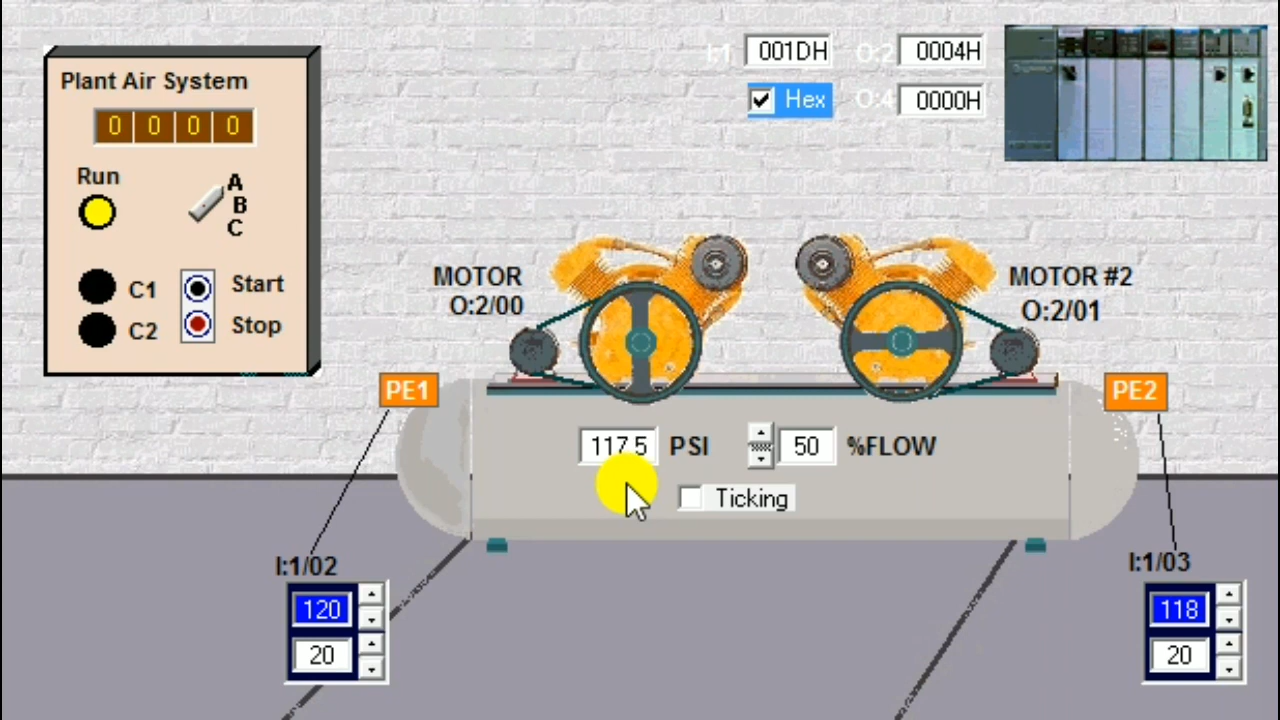 Plant Air System
0 0 0 0
Run
A
B
C
C1
Start
C2
Stop
I:1
001DH
O:2
0004H
Hex
O:4
0000H
MOTOR
O:2/00
MOTOR #2
O:2/01
PE1
PE2
117.5 PSI
50 %FLOW
Ticking
I:1/02
120
20
I:1/03
118
20